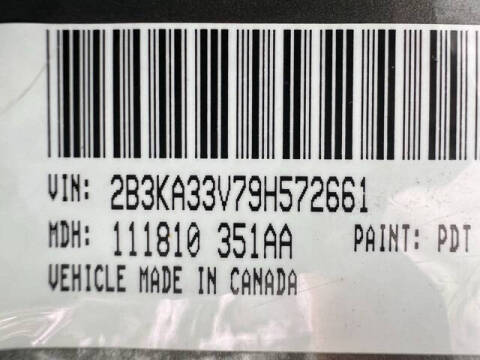 VIN: 2B3KA33V79H572661
MDH: 111810 351AA PAINT: PDT
VEHICLE MADE IN CANADA